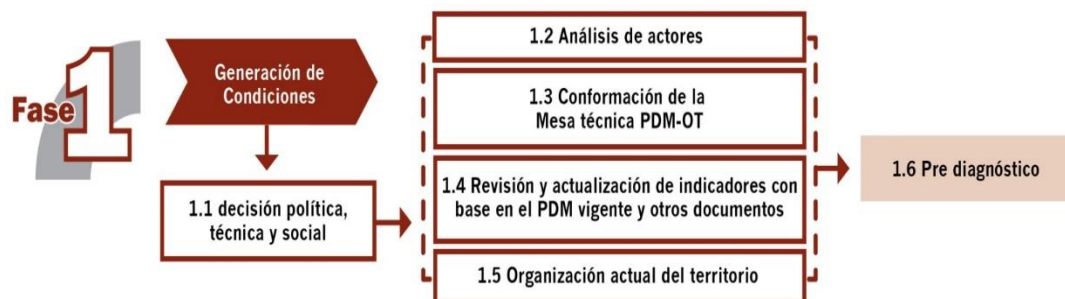 Fase 1
Generación de
Condiciones
1.1 decisión política,
técnica y social
1.2 Análisis de actores
1.3 Conformación de la
Mesa técnica PDM-OT
1.4 Revisión y actualización de indicadores con
base en el PDM vigente y otros documentos
1.5 Organización actual del territorio
1.6 Pre diagnóstico